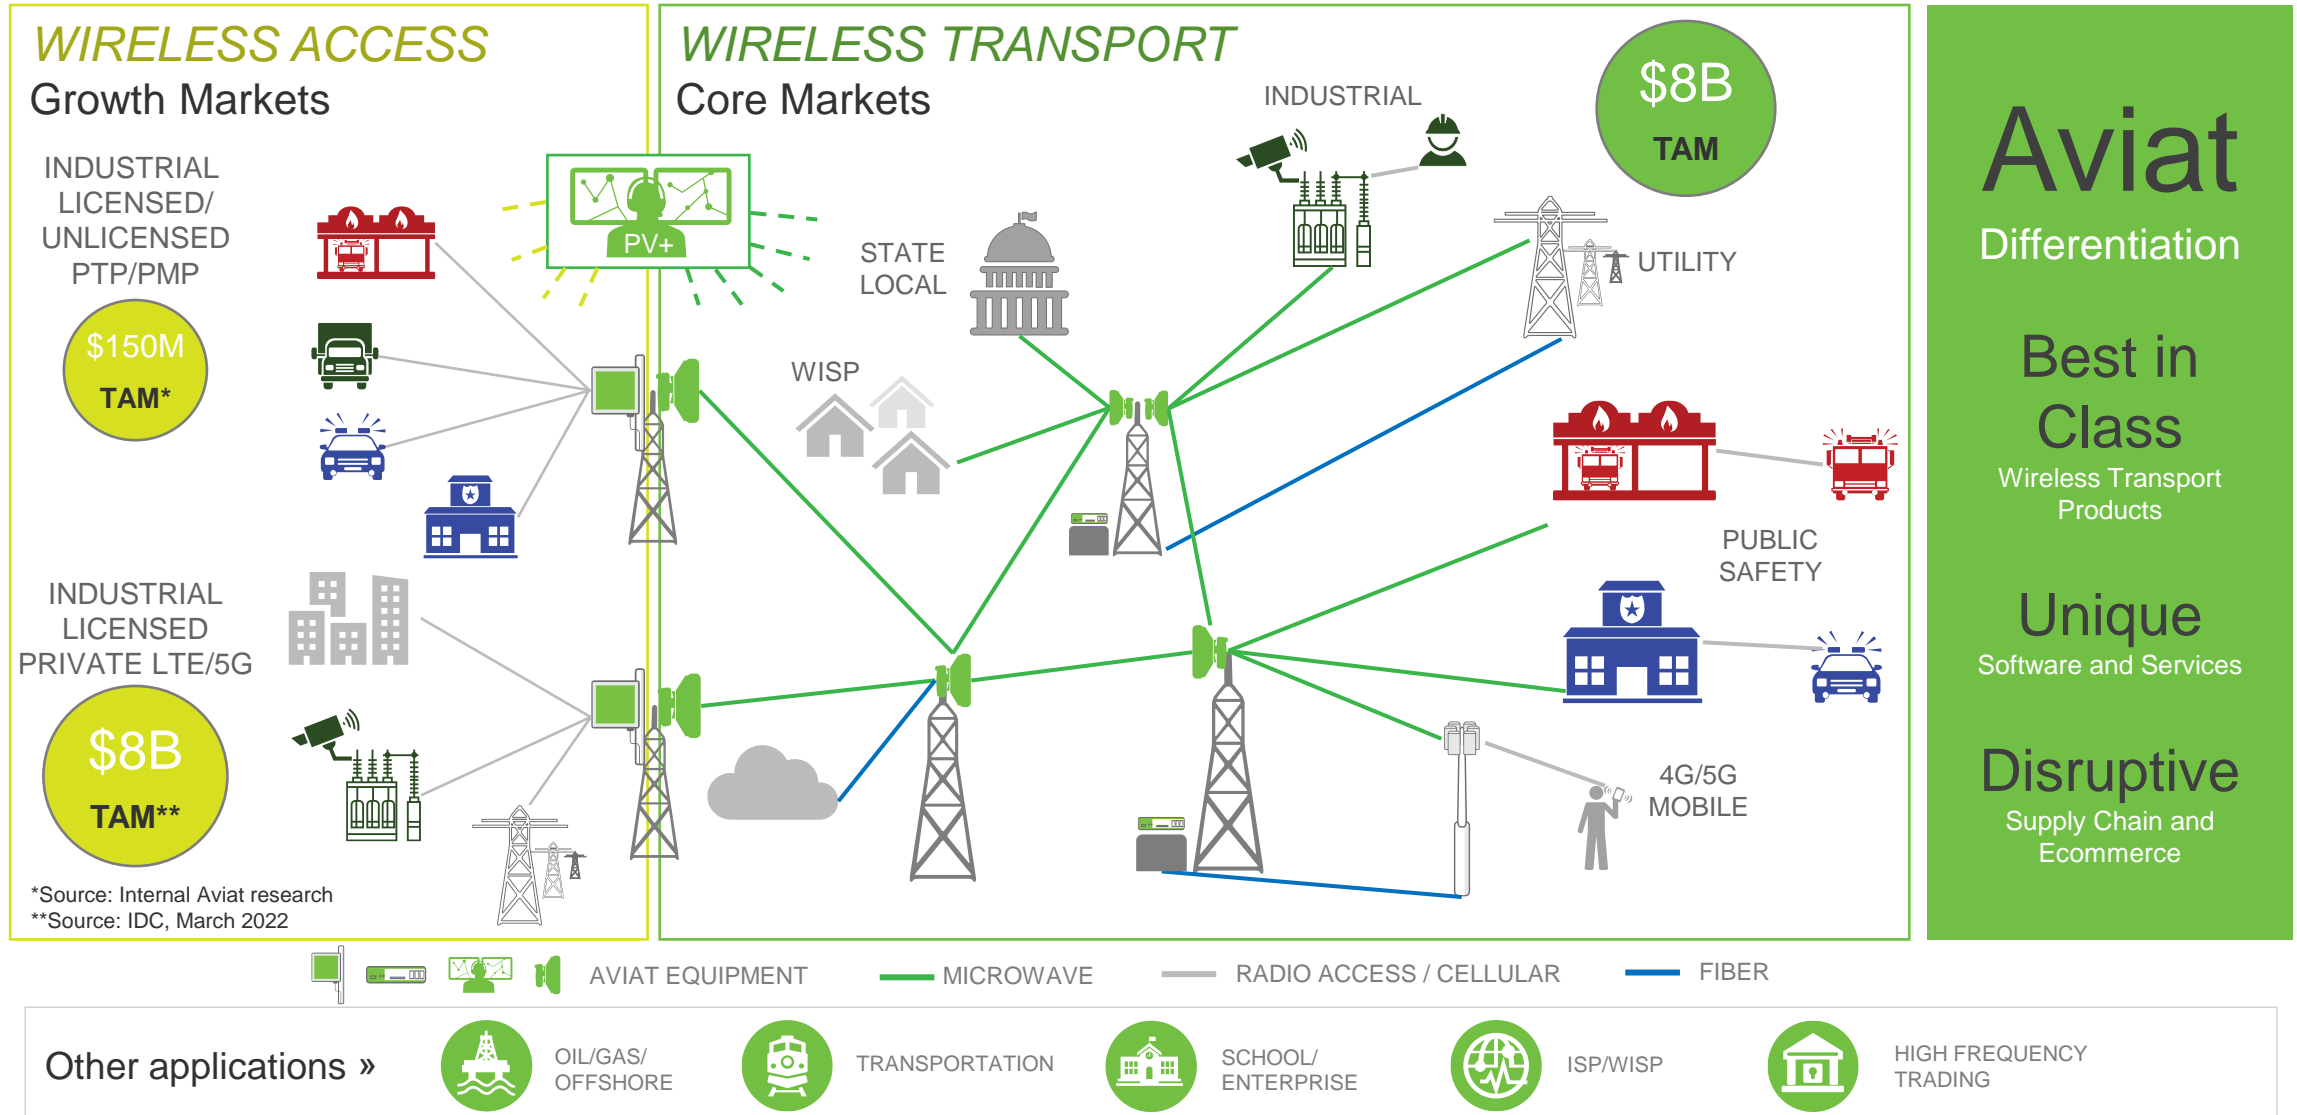 WIRELESS ACCESS
Growth Markets
INDUSTRIAL
LICENSED/
UNLICENSED
PTP/PMP
$150M
TAM*
INDUSTRIAL
LICENSED
PRIVATE LTE/5G
$8B
TAM**
*Source: Internal Aviat research
**Source: IDC, March 2022
PV+
WIRELESS TRANSPORT
Core Markets
INDUSTRIAL
$8B
TAM
STATE
LOCAL
UTILITY
WISP
PUBLIC
SAFETY
4G/5G
MOBILE
Aviat
Differentiation
Best in
Class
Wireless Transport
Products
Unique
Software and Services
Disruptive
Supply Chain and
Ecommerce
AVIAT EQUIPMENT
MICROWAVE
RADIO ACCESS / CELLULAR
FIBER
Other applications »
OIL/GAS/
OFFSHORE
TRANSPORTATION
SCHOOL/
ENTERPRISE
ISP/WISP
HIGH FREQUENCY
TRADING